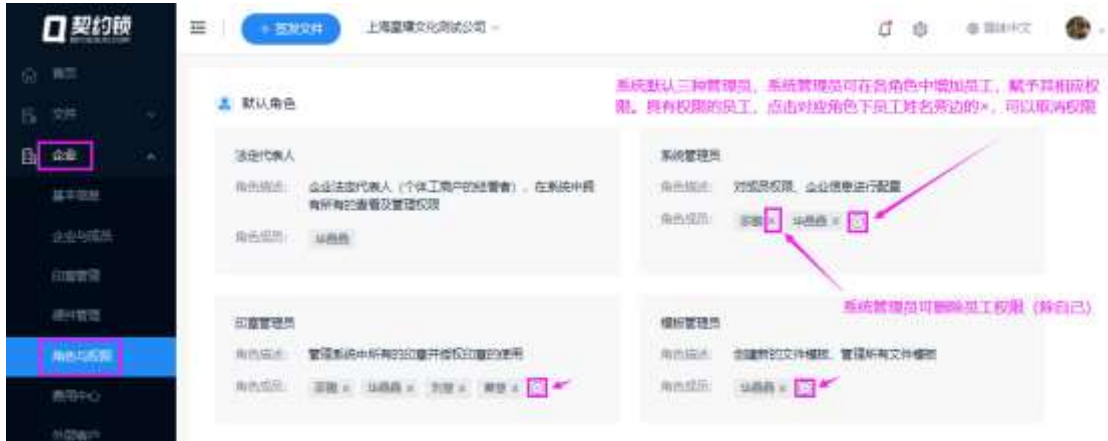 契约锁
+ 签发文件
简体中文
首页
文件
企业
基本信息
企业与成员
印章管理
硬件管理
角色与权限
费用中心
系统默认三种管理员，系统管理员可在各角色中增加员工，赋予其相应权
限。拥有权限的员工，点击对应角色下员工姓名旁边的×，可以取消权限
默认角色
法定代表人
角色描述：
企业法定代表人（个体工商户的经营者），在系统中拥
有所有的查看及管理权限
角色成员：
系统管理员
角色描述：
对成员权限、企业信息进行配置
角色成员：
系统管理员可删除员工权限（除自己）
印章管理员
角色描述：
管理系统中所有的印章并授权印章的使用
角色成员：
模板管理员
角色描述：
创建新的文件模板，管理所有文件模板
角色成员：